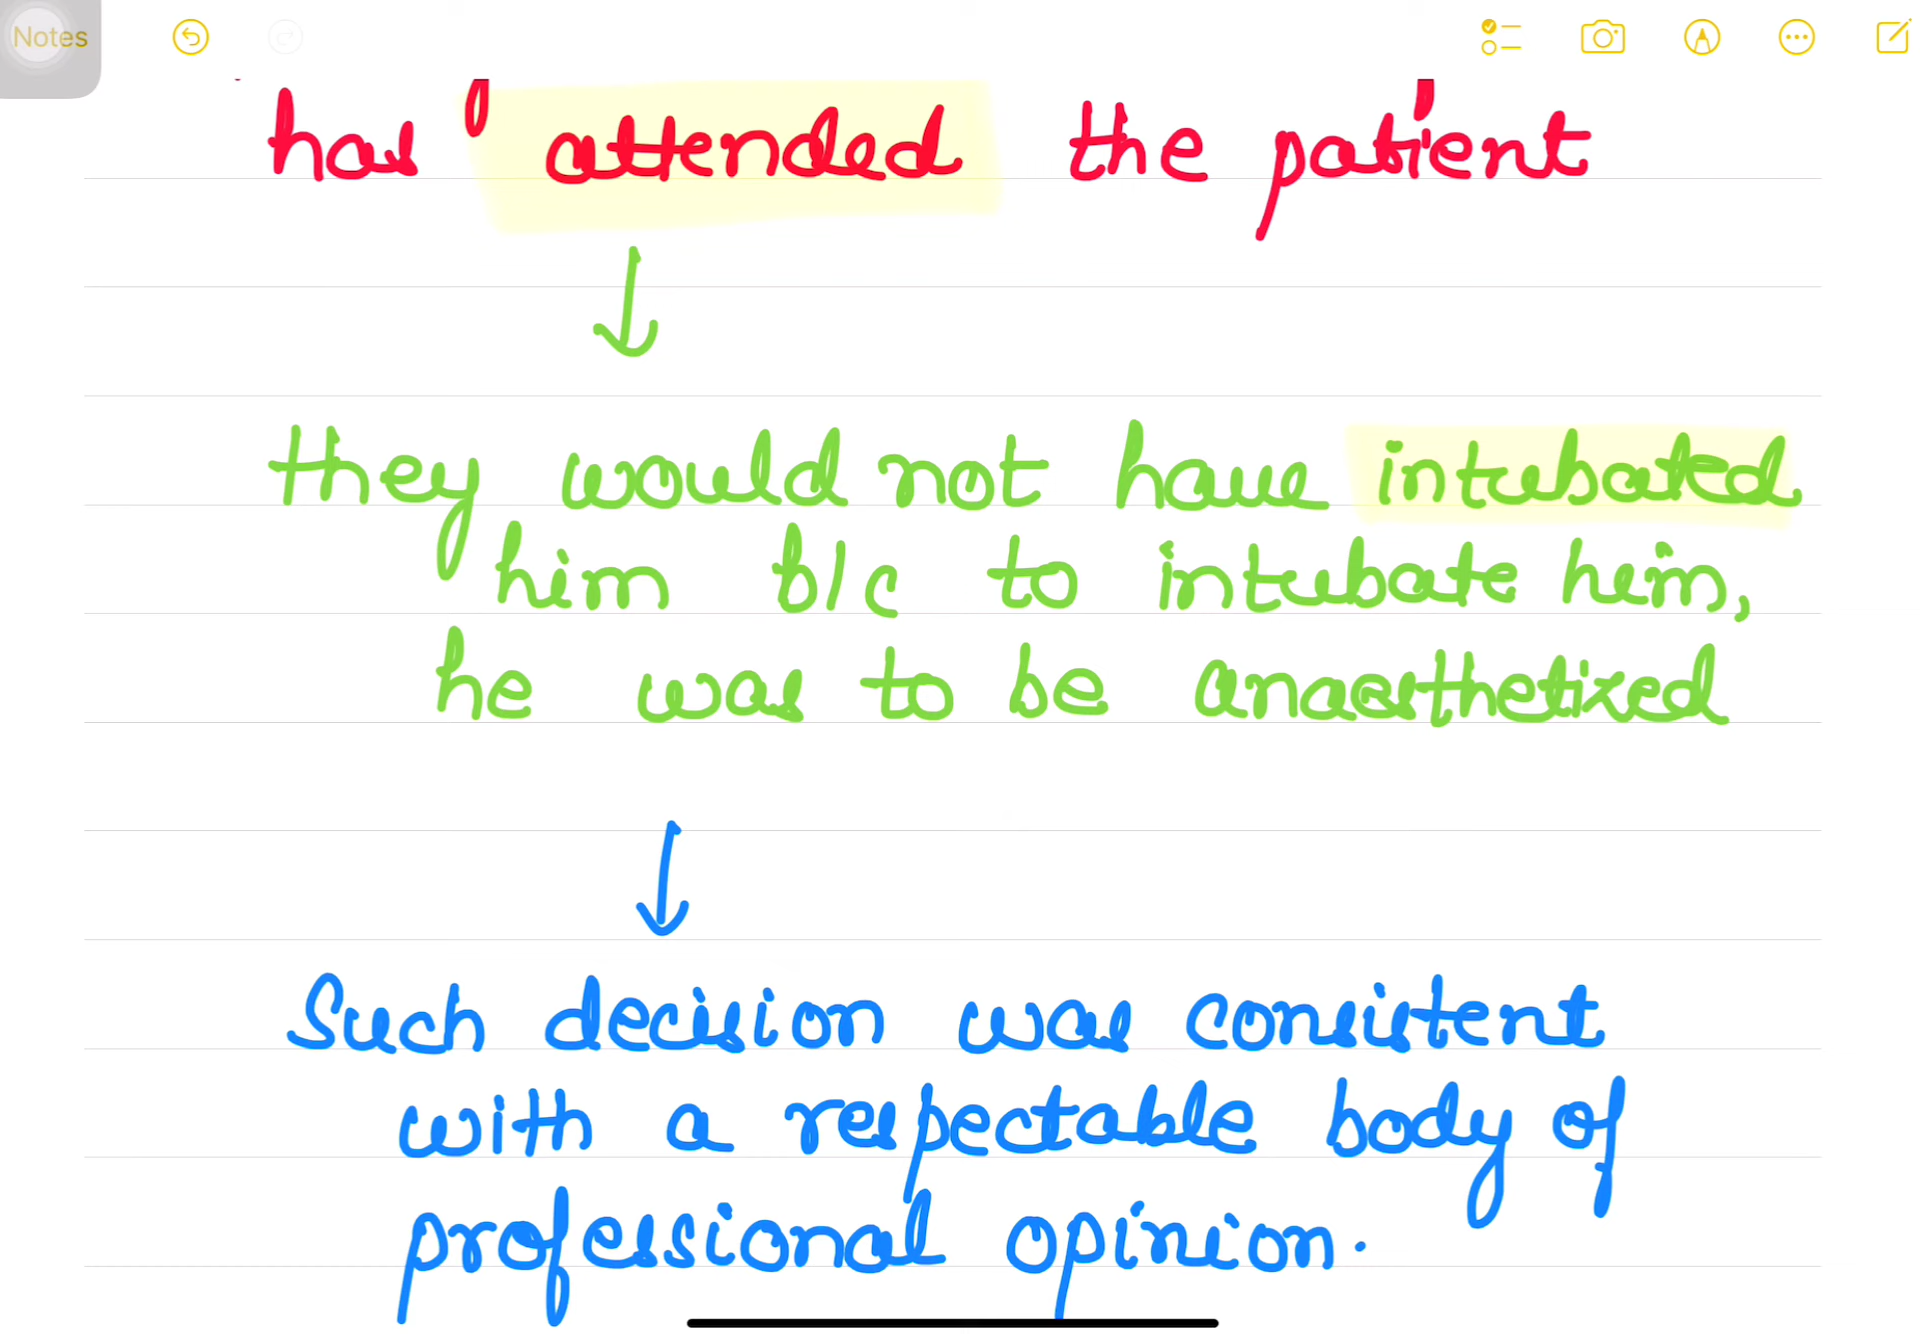 Notes
has attended the patient
they would not have intubated
him b/c to intubate him,
he was to be anaesthetized
Such decision was consistent
with a respectable body of
professional opinion.